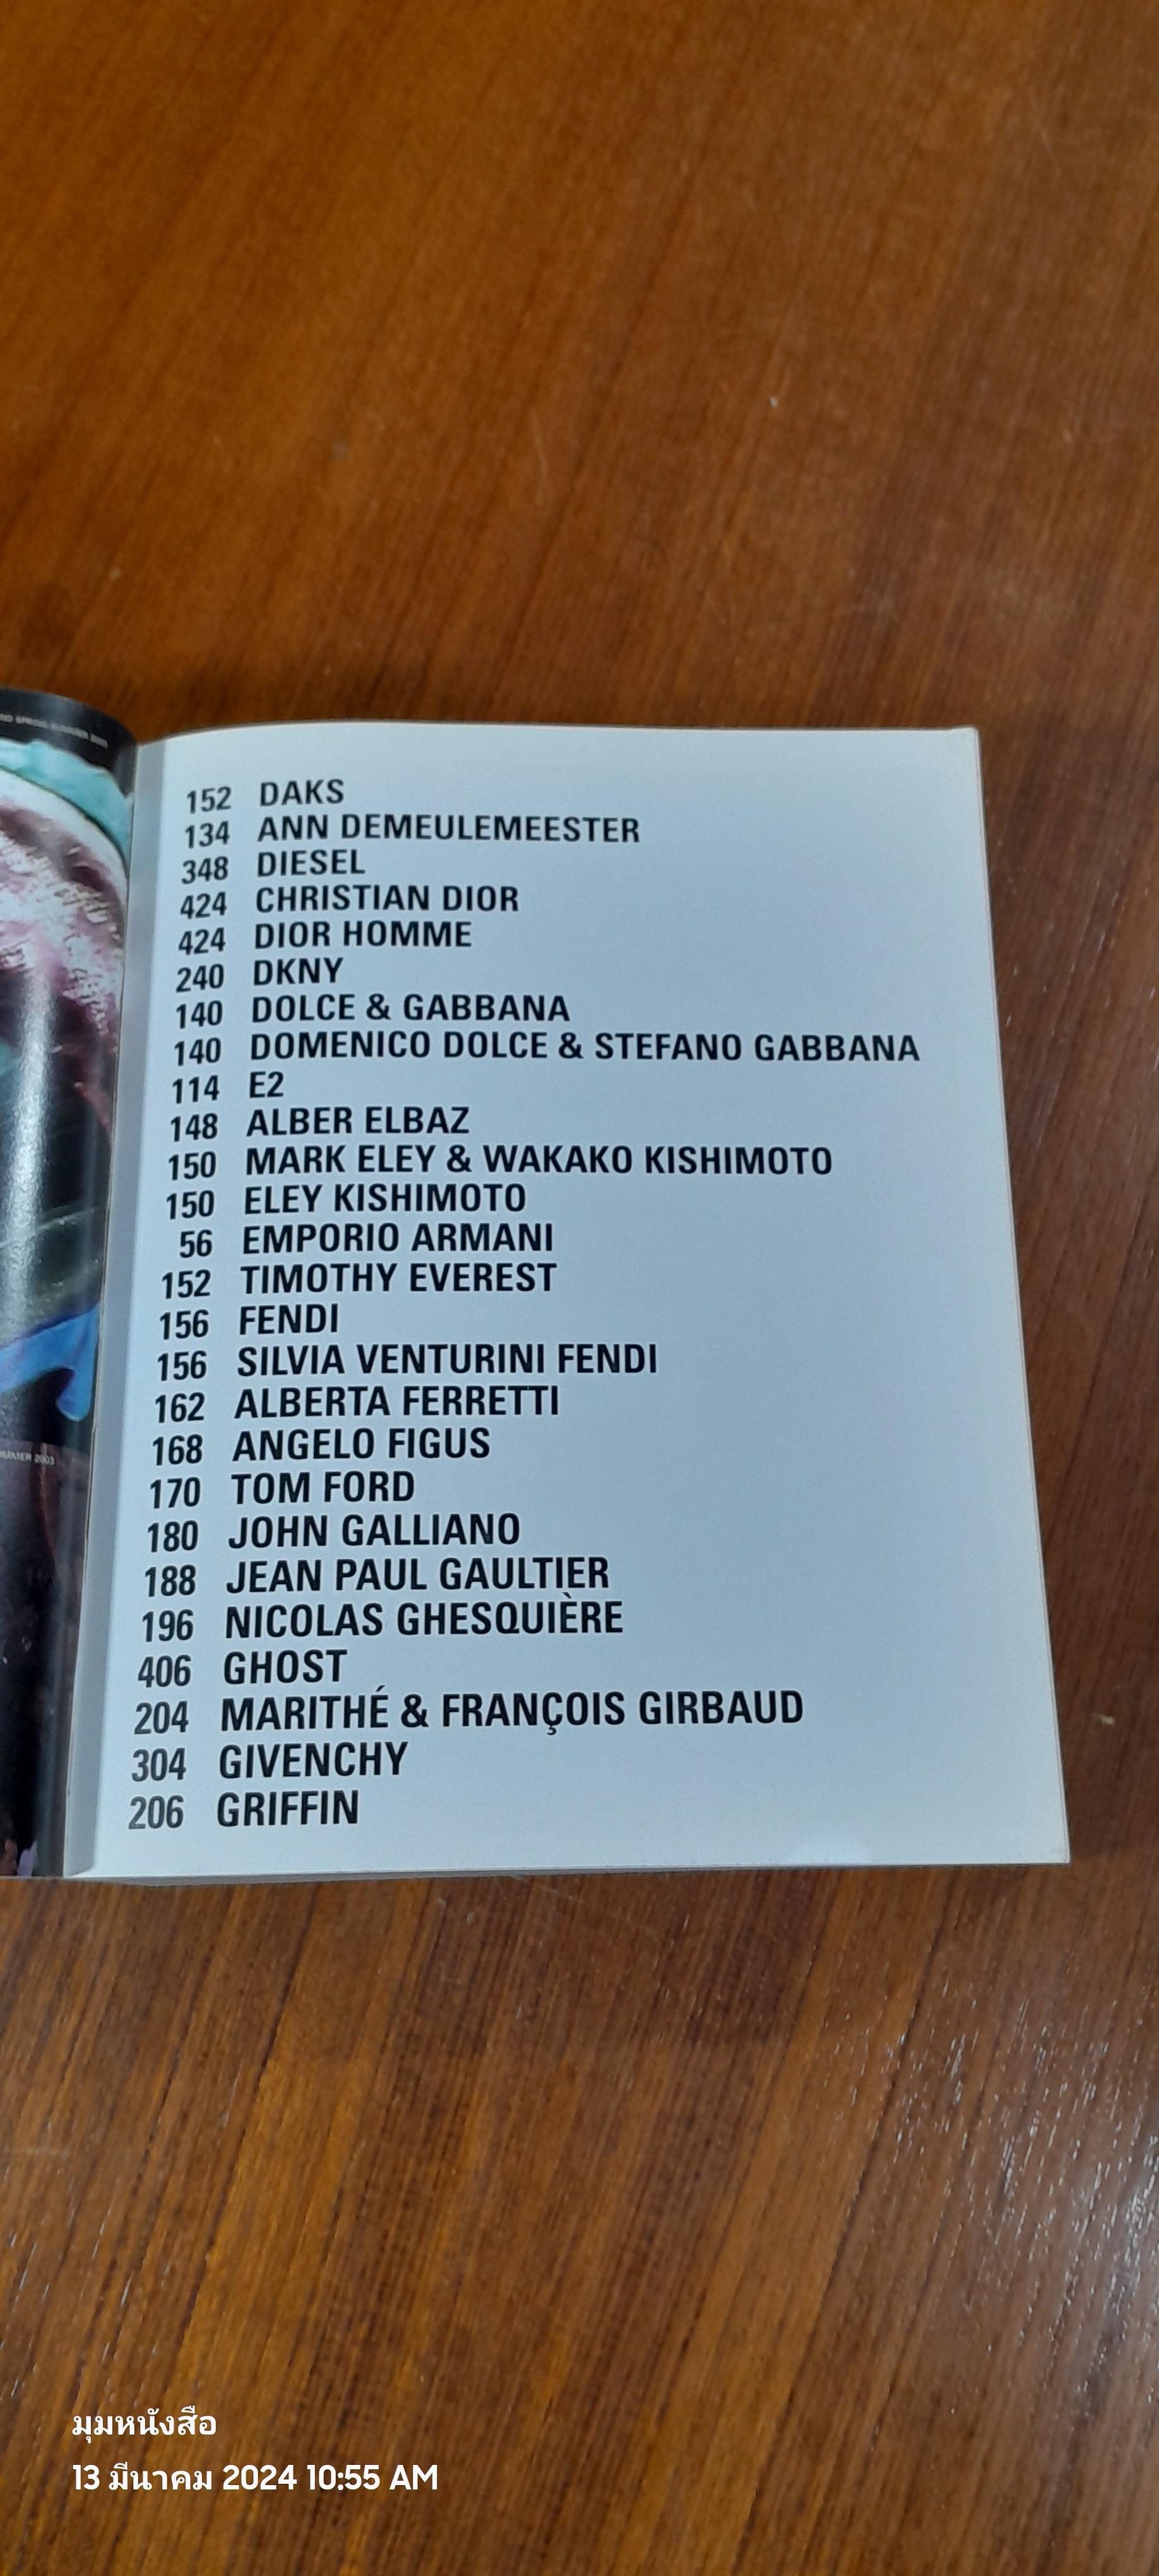 SPRING SUMMER 2003
152 DAKS
134 ANN DEMEULEMEESTER
348 DIESEL
424 CHRISTIAN DIOR
424 DIOR HOMME
240 DKNY
140 DOLCE & GABBANA
140 DOMENICO DOLCE & STEFANO GABBANA
114 E2
148 ALBER ELBAZ
150 MARK ELEY & WAKAKO KISHIMOTO
150 ELEY KISHIMOTO
56 EMPORIO ARMANI
152 TIMOTHY EVEREST
156 FENDI
156 SILVIA VENTURINI FENDI
162 ALBERTA FERRETTI
168 ANGELO FIGUS
170 TOM FORD
180 JOHN GALLIANO
188 JEAN PAUL GAULTIER
196 NICOLAS GHESQUIÈRE
406 GHOST
204 MARITHÉ & FRANÇOIS GIRBAUD
304 GIVENCHY
206 GRIFFIN
2003
มุมหนังสือ
13 มีนาคม 2024 10:55 AM